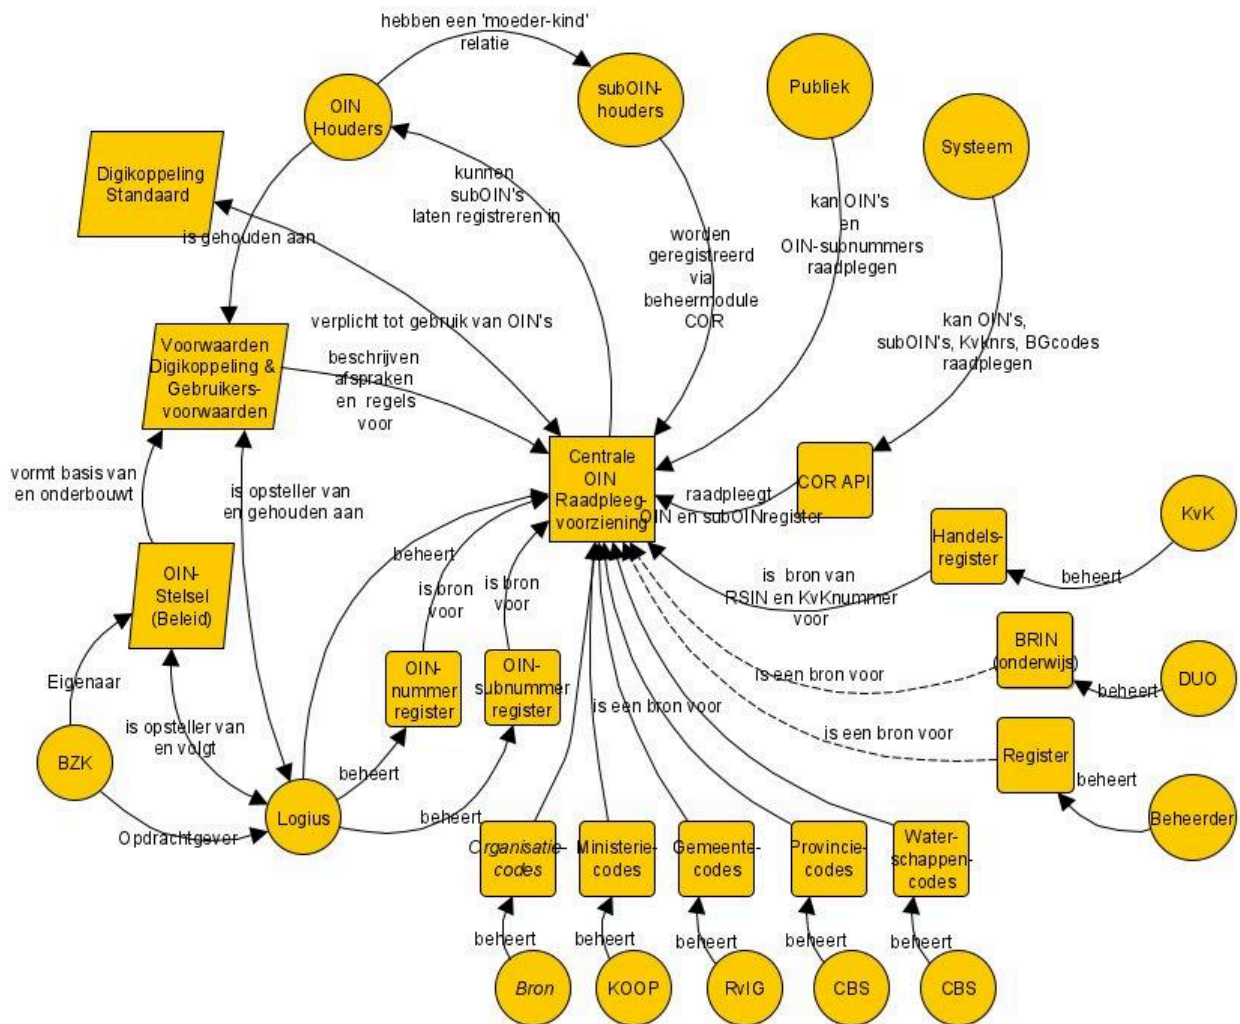 hebben een 'moeder-kind'
relatie
OIN
Houders
subOIN-
houders
Publiek
Systeem
Digikoppeling
Standaard
kunnen
subOIN's
laten registreren in
is gehouden aan
worden
geregistreerd
via
beheermodule
COR
kan OIN's
en
OIN-subnummers
raadplegen
kan OIN's,
subOIN's, Kvknrs, BGcodes
raadplegen
verplicht tot gebruik van OIN's
Voorwaarden
Digikoppeling &
Gebruikers-
voorwaarden
beschrijven
afspraken
en regels
voor
Centrale
OIN
Raadpleeg-
voorziening
COR API
raadpleegt
OIN en subOINregister
vormt basis van
en onderbouwt
is opsteller van
en gehouden aan
KvK
Handels-
register
beheert
is bron van
RSIN en KvKnummer
voor
OIN-
Stelsel
(Beleid)
beheert
is bron
voor
is bron
voor
BRIN
(onderwijs)
DUO
beheert
is een bron voor
OIN-
nummer
register
OIN-
subnummer
register
Eigenaar
is een bron voor
is opsteller van
en volgt
is een bron voor
Register
beheert
BZK
beheert
Logius
Beheerder
Opdrachtgever
beheert
Organisatie-
codes
Ministerie-
codes
Gemeente-
codes
Provincie-
codes
Water-
schappen-
codes
beheert
beheert
beheert
beheert
beheert
Bron
KOOP
RvIG
CBS
CBS